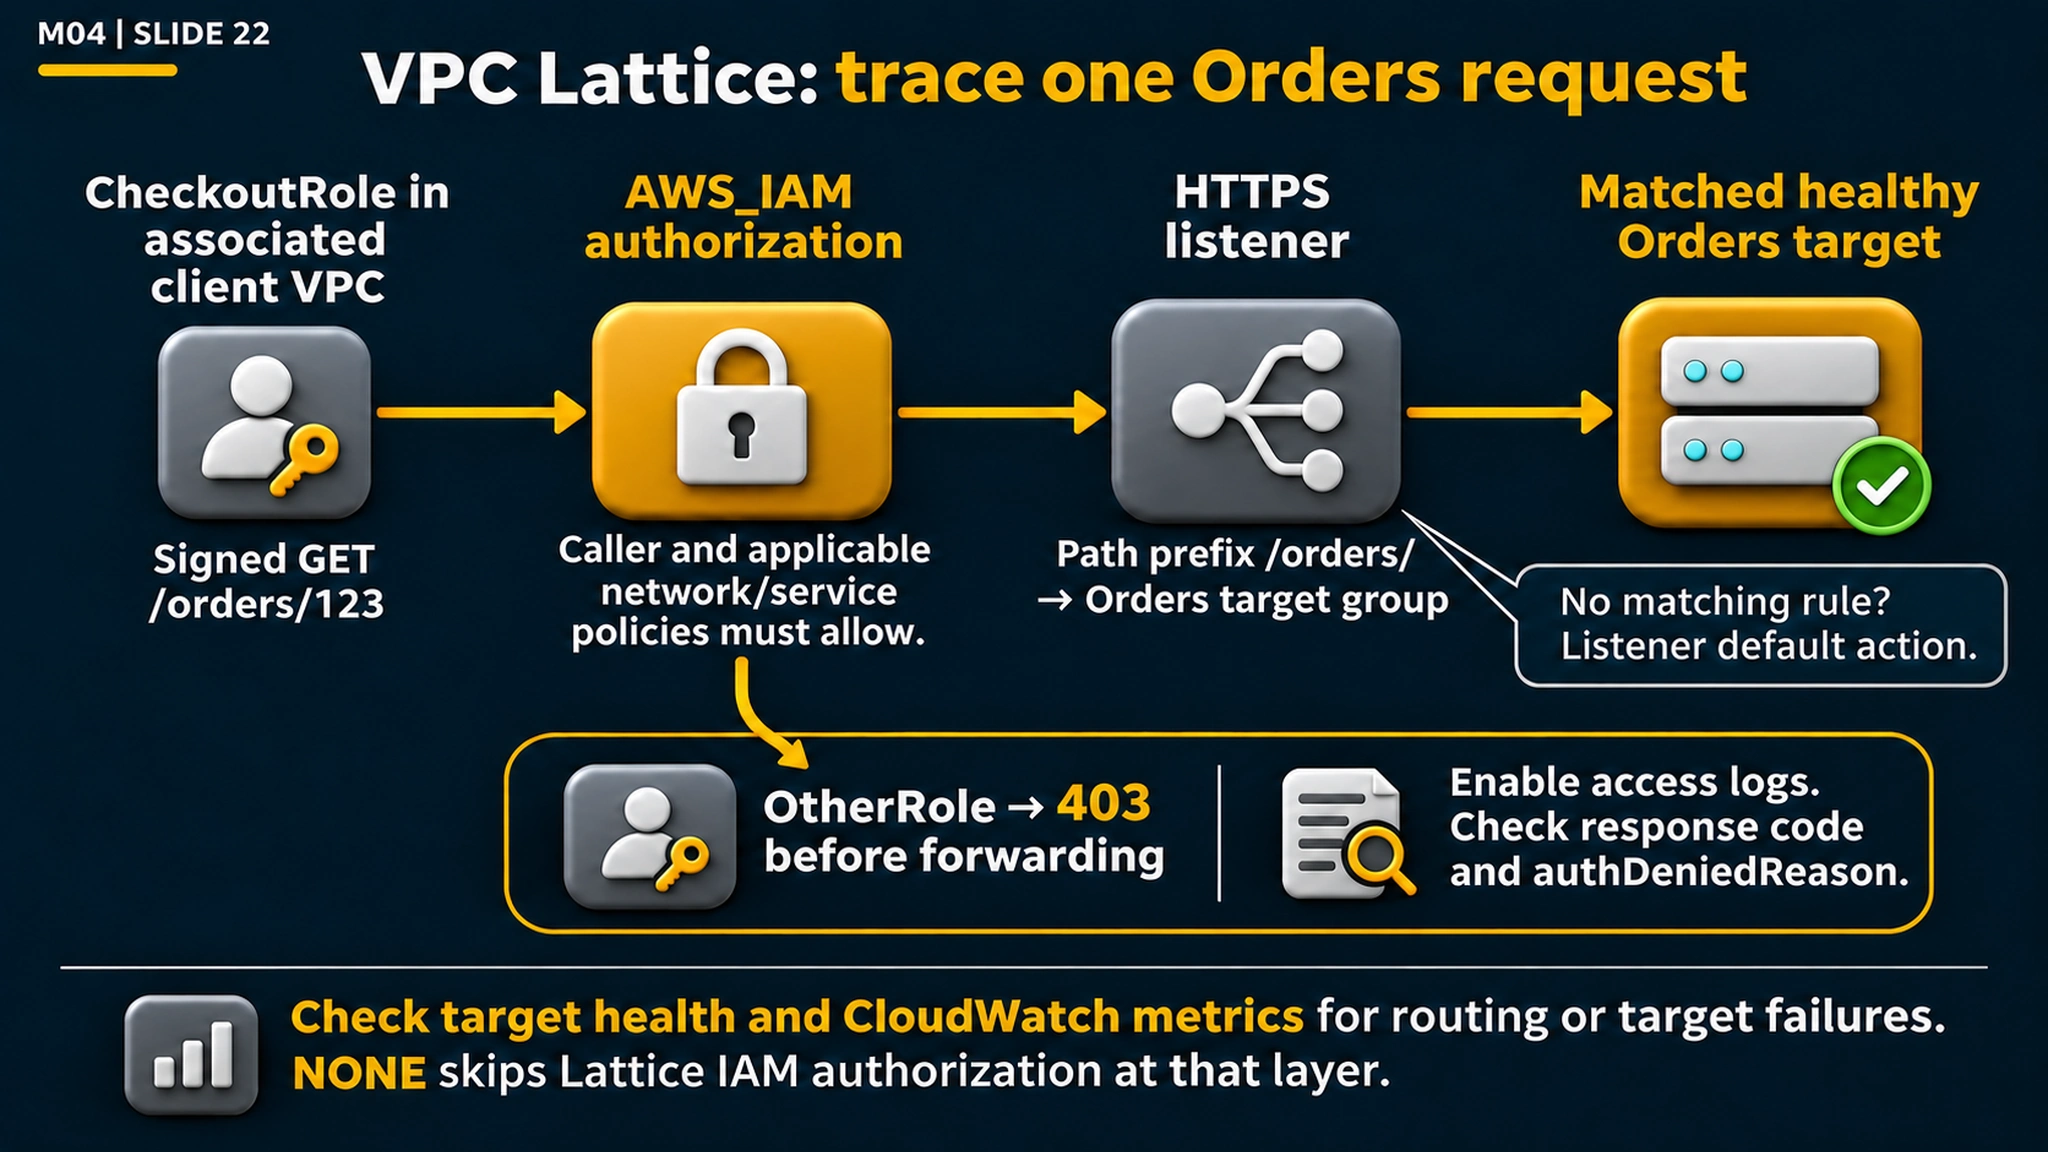 M04 | SLIDE 22
VPC Lattice: trace one Orders request
CheckoutRole in
associated
client VPC
Signed GET
/orders/123
AWS_IAM
authorization
Caller and applicable
network/service
policies must allow.
HTTPS
listener
Path prefix /orders/
→ Orders target group
Matched healthy
Orders target
No matching rule?
Listener default action.
OtherRole → 403
before forwarding
Enable access logs.
Check response code
and authDeniedReason.
Check target health and CloudWatch metrics for routing or target failures.
NONE skips Lattice IAM authorization at that layer.